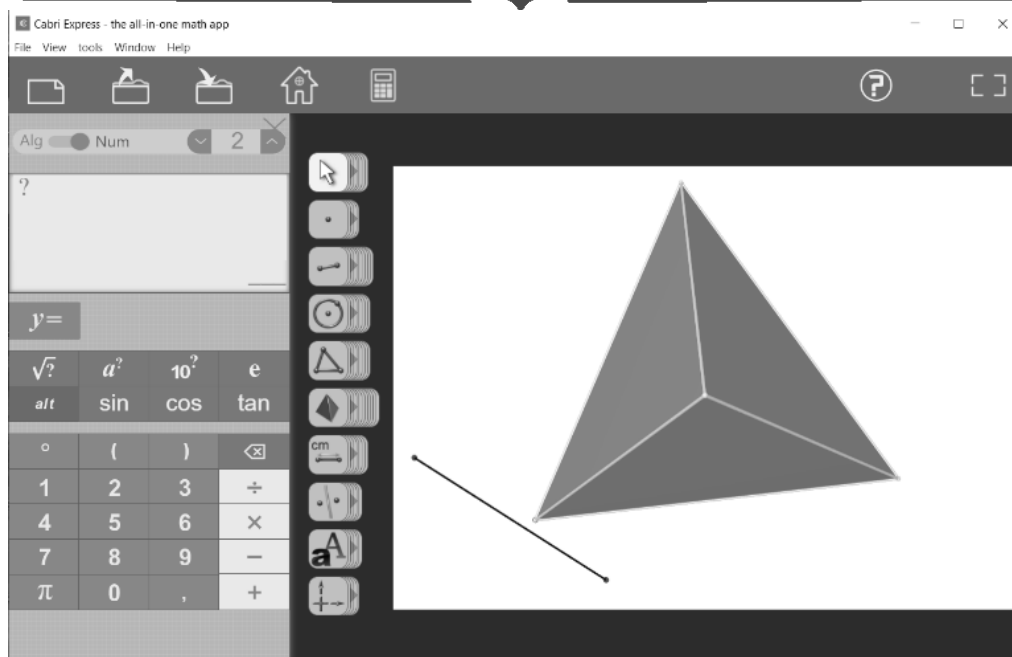 Cabri Express - the all-in-one math app
File View tools Window Help
Alg Num 2
?
y=
√? a? 10? e
alt sin cos tan
° ( )
1 2 3 ÷
4 5 6 ×
7 8 9 −
π 0 , +
cm
a A